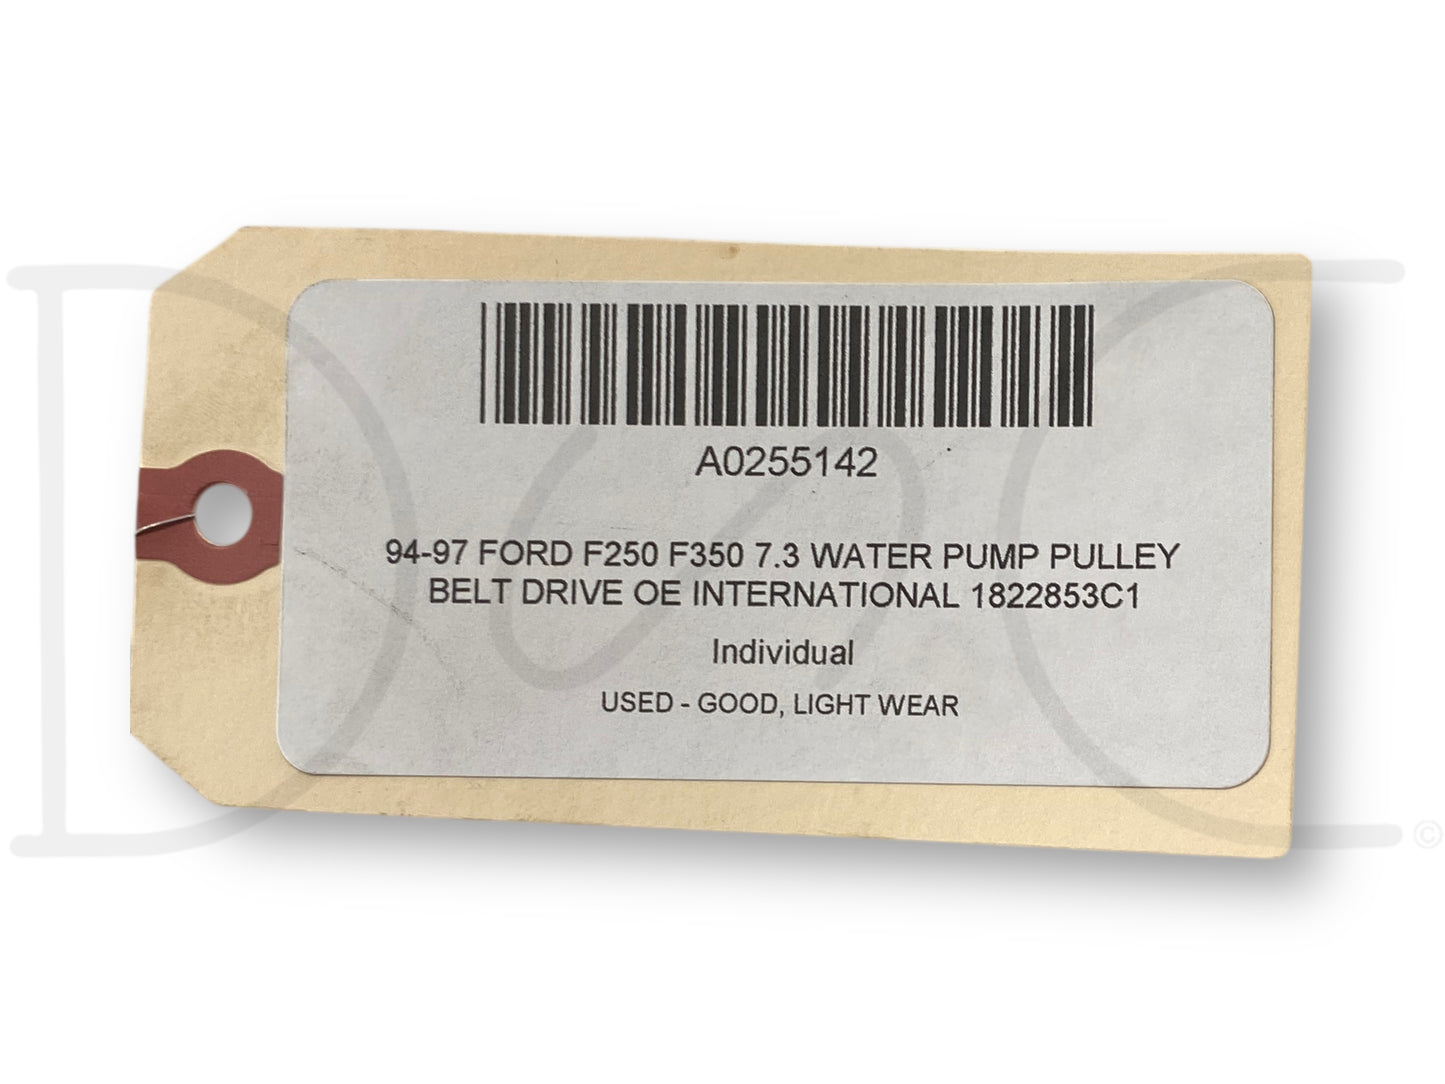 A0255142
94-97 FORD F250 F350 7.3 WATER PUMP PULLEY
BELT DRIVE OE INTERNATIONAL 1822853C1
Individual
USED - GOOD, LIGHT WEAR
©